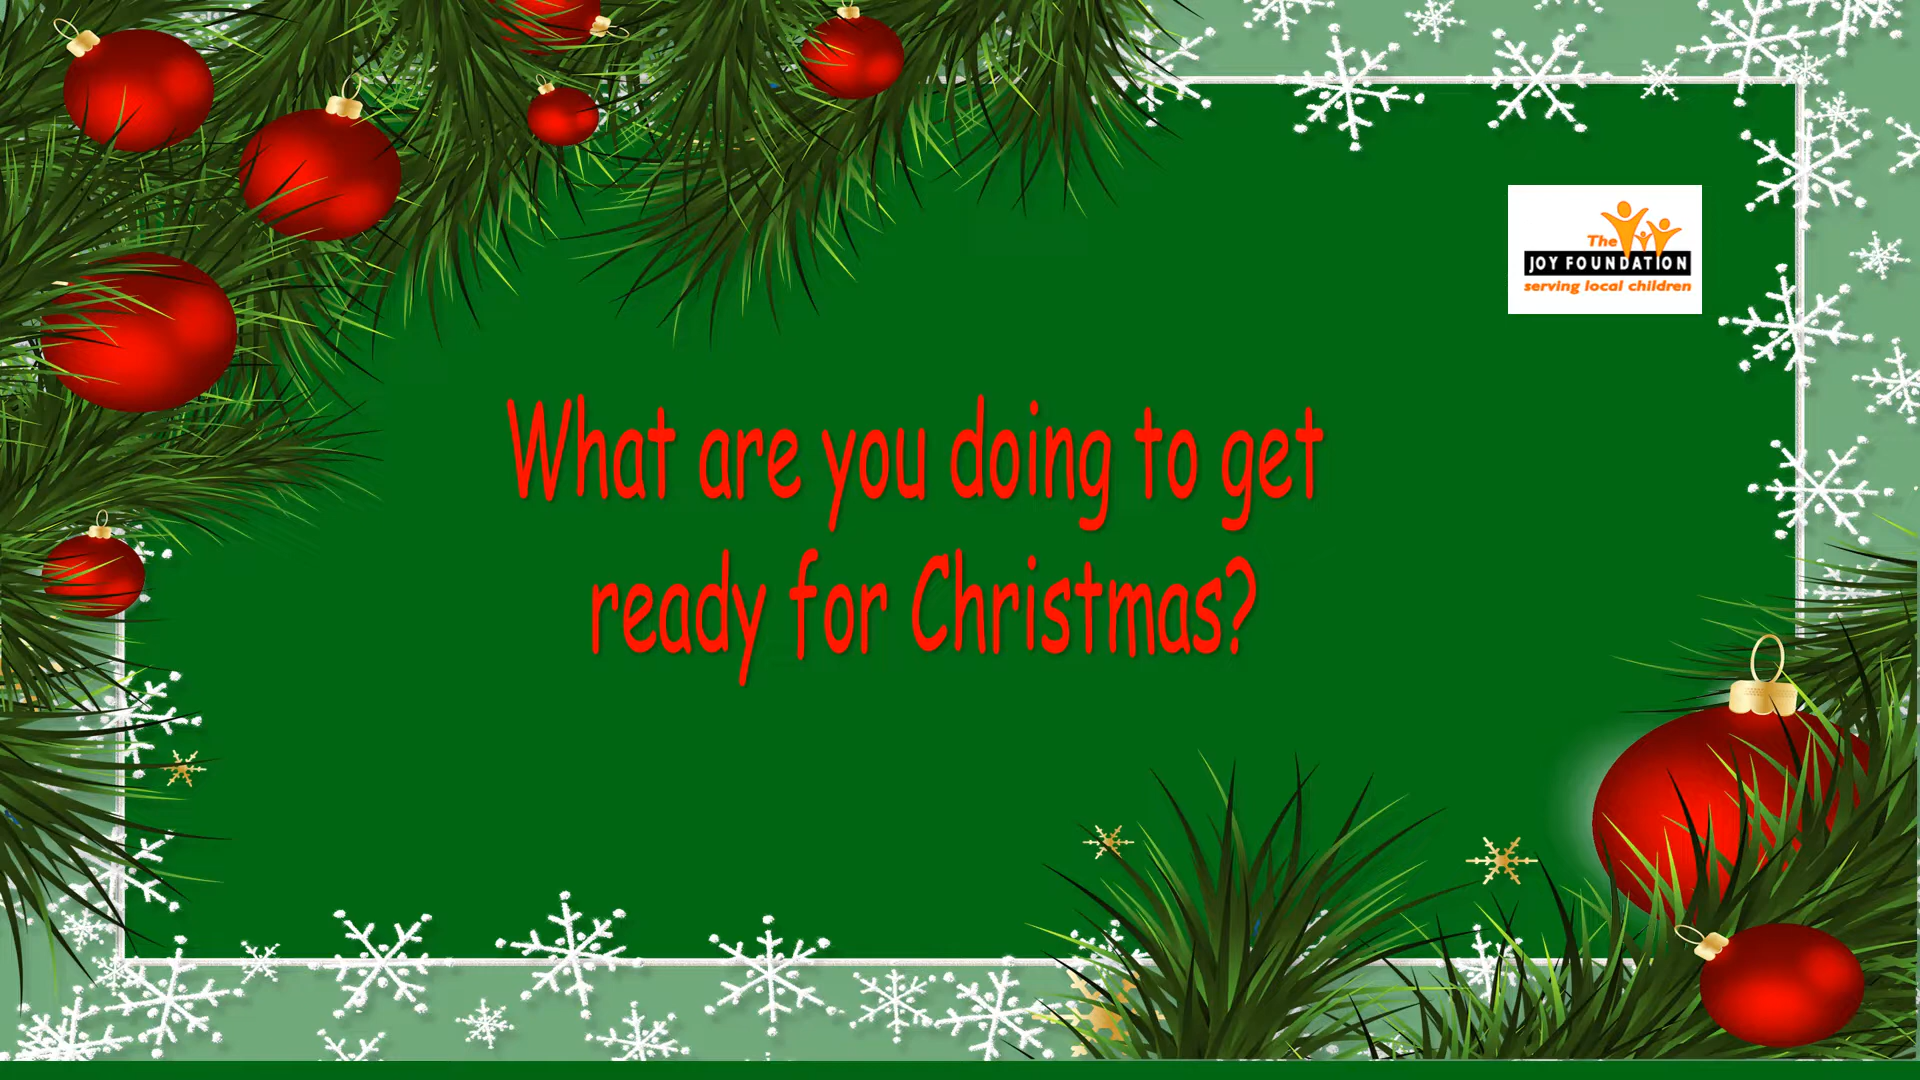 The
JOY FOUNDATION
serving local children
What are you doing to get
ready for Christmas?